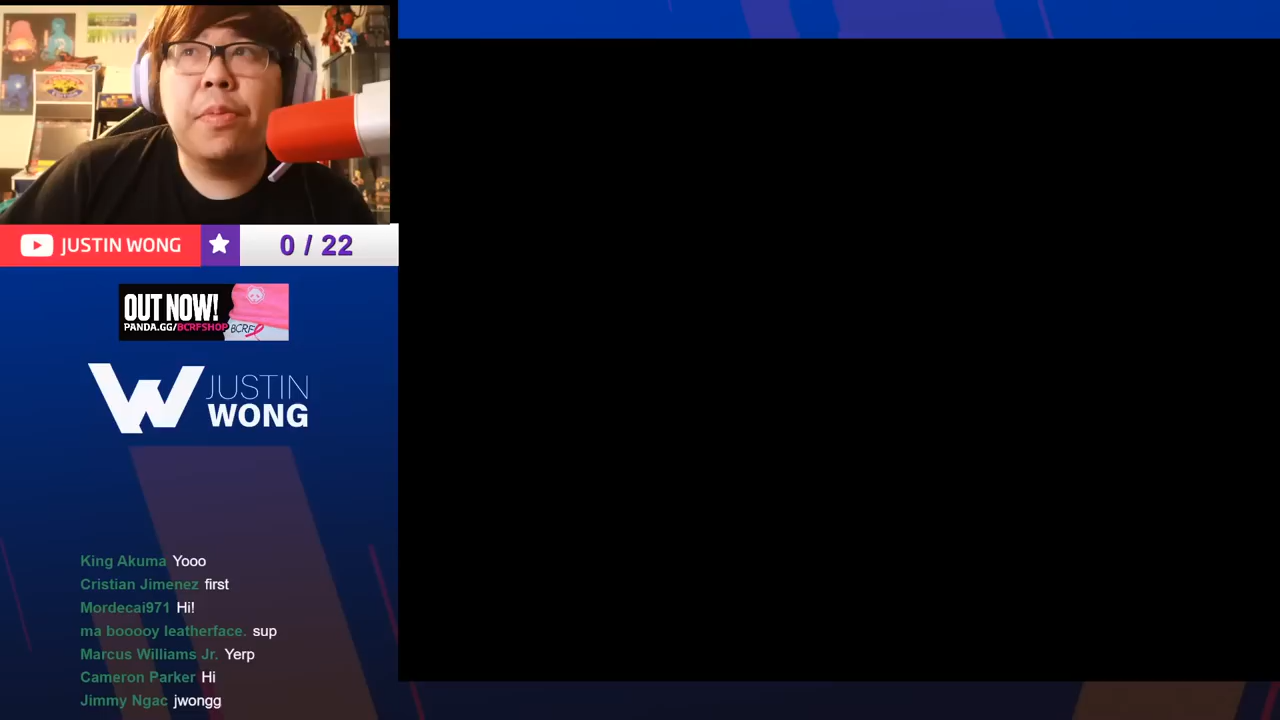 JUSTIN WONG
0 / 22
OUT NOW!
PANDA.GG/BCRFSHOP
BCRF
JUSTIN
WONG
King Akuma Yooo
Cristian Jimenez first
Mordecai971 Hi!
ma booooy leatherface. sup
Marcus Williams Jr. Yerp
Cameron Parker Hi
Jimmy Ngac jwongg